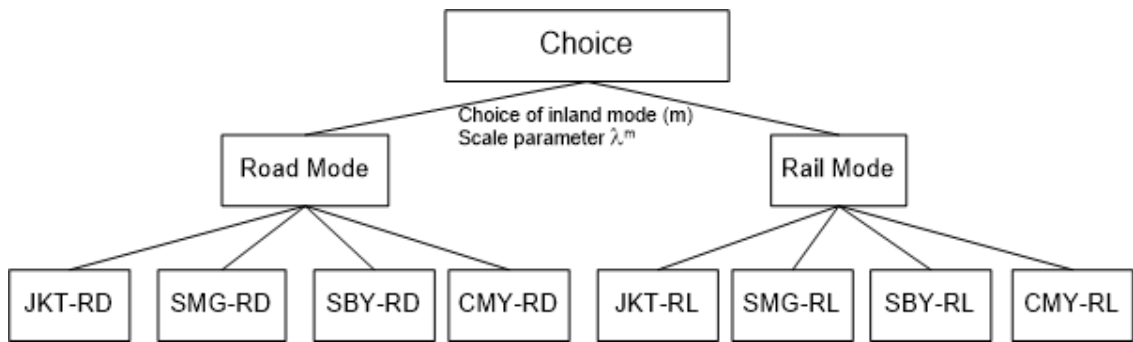 Choice
Choice of inland mode (m)
Scale parameter λᵐ
Road Mode
Rail Mode
JKT-RD
SMG-RD
SBY-RD
CMY-RD
JKT-RL
SMG-RL
SBY-RL
CMY-RL